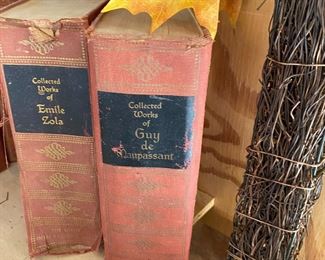 Collected
Works
of
Emile
Zola
Collected
Works
of
Guy
de
Maupassant